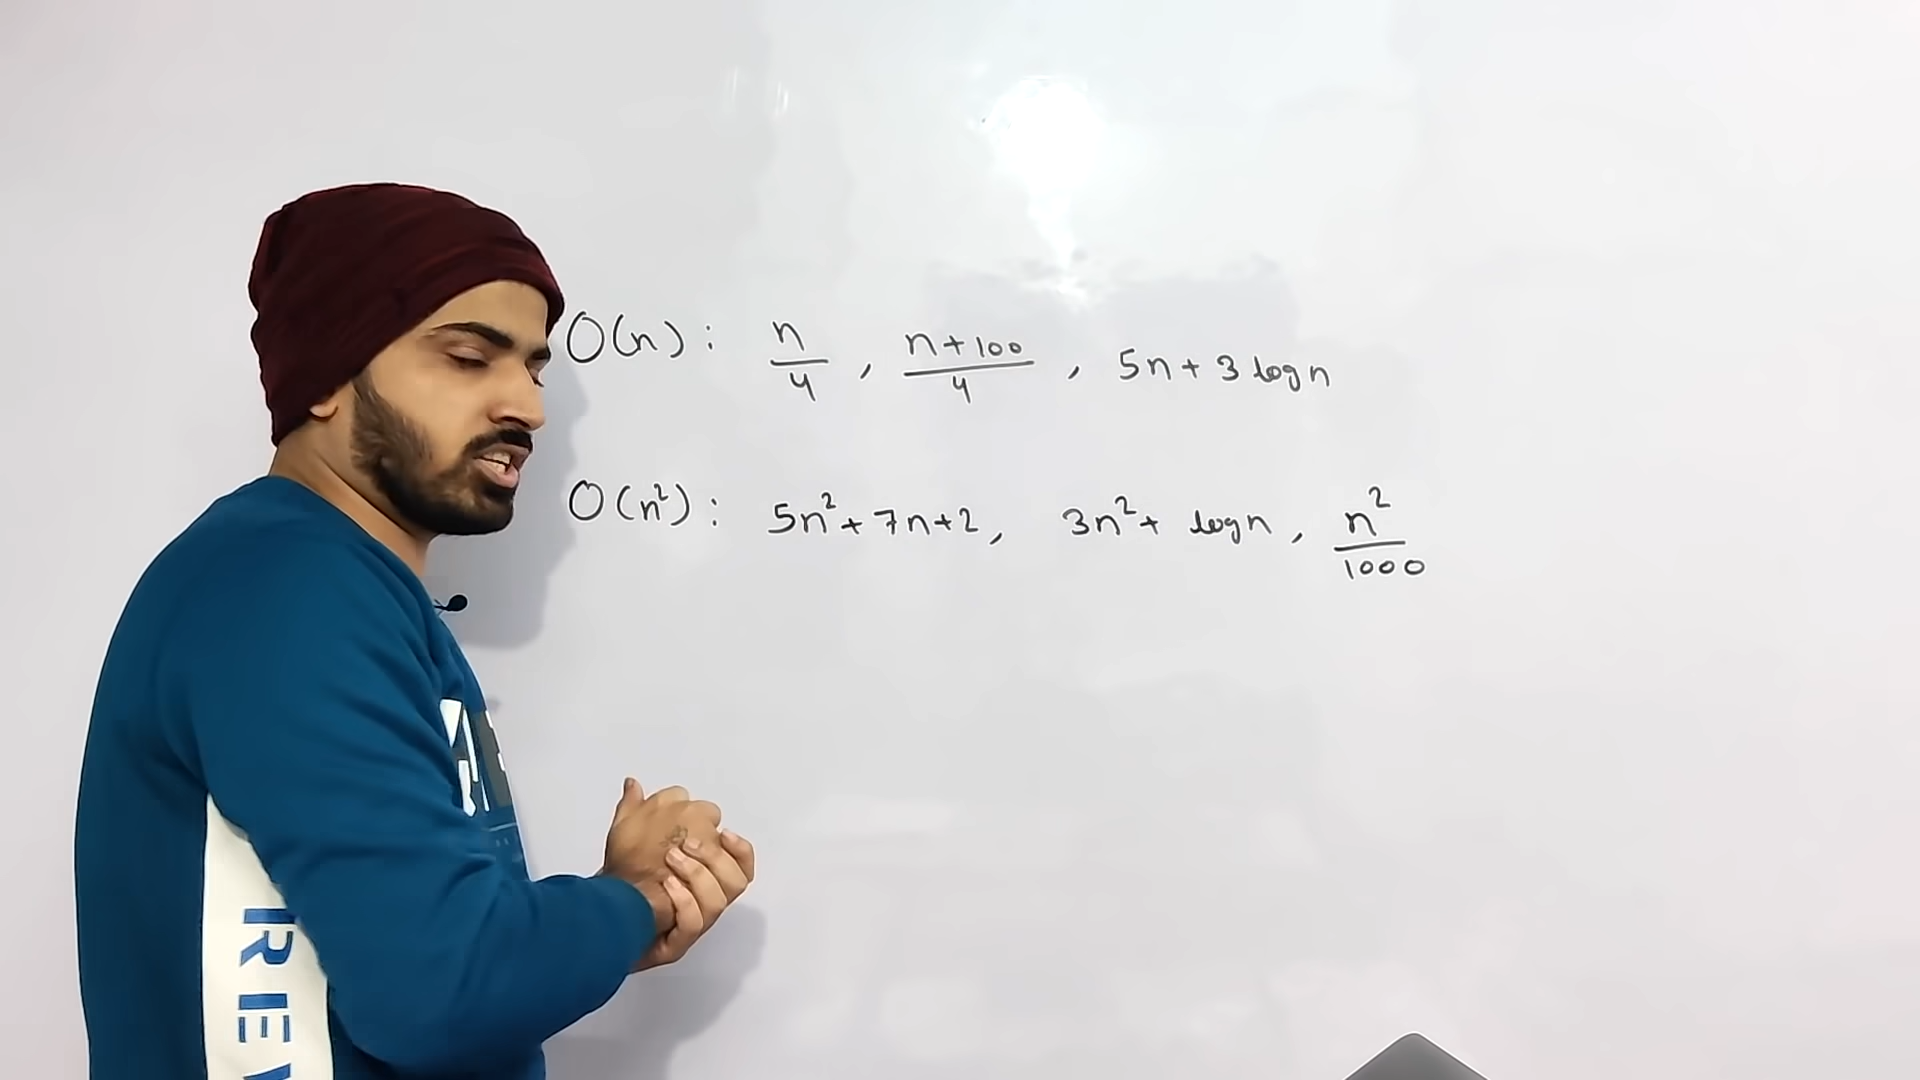 O(n) : n/4 , n+100/4 , 5n + 3 log n
O(n²) : 5n² + 7n + 2 , 3n² + log n , n²/1000